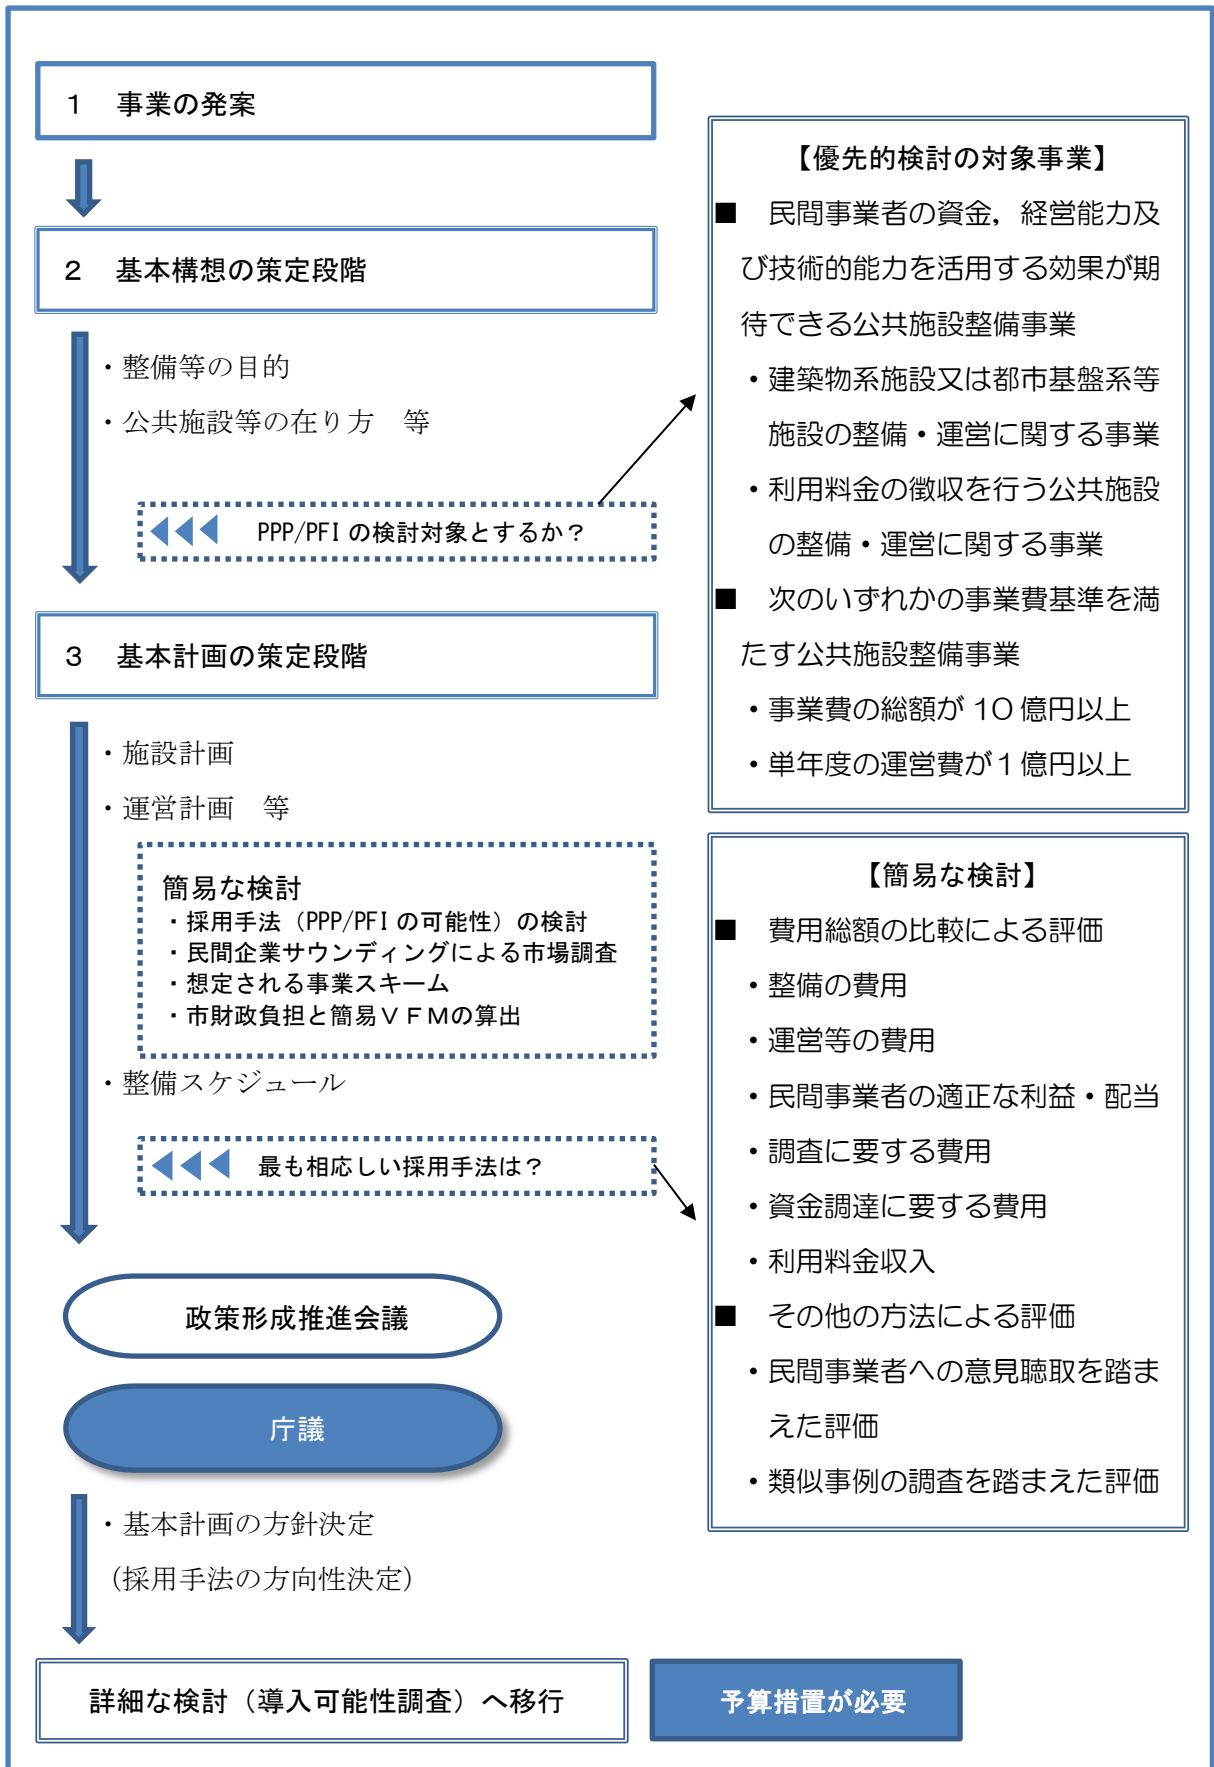 １　事業の発案
２　基本構想の策定段階
・整備等の目的
・公共施設等の在り方　等
PPP/PFI の検討対象とするか？
３　基本計画の策定段階
・施設計画
・運営計画　等
簡易な検討
・採用手法（PPP/PFI の可能性）の検討
・民間企業サウンディングによる市場調査
・想定される事業スキーム
・市財政負担と簡易ＶＦＭの算出
・整備スケジュール
最も相応しい採用手法は？
政策形成推進会議
庁議
・基本計画の方針決定
（採用手法の方向性決定）
詳細な検討（導入可能性調査）へ移行
予算措置が必要
【優先的検討の対象事業】
■　民間事業者の資金，経営能力及
び技術的能力を活用する効果が期
待できる公共施設整備事業
・建築物系施設又は都市基盤系等
施設の整備・運営に関する事業
・利用料金の徴収を行う公共施設
の整備・運営に関する事業
■　次のいずれかの事業費基準を満
たす公共施設整備事業
・事業費の総額が 10 億円以上
・単年度の運営費が１億円以上
【簡易な検討】
■　費用総額の比較による評価
・整備の費用
・運営等の費用
・民間事業者の適正な利益・配当
・調査に要する費用
・資金調達に要する費用
・利用料金収入
■　その他の方法による評価
・民間事業者への意見聴取を踏ま
えた評価
・類似事例の調査を踏まえた評価